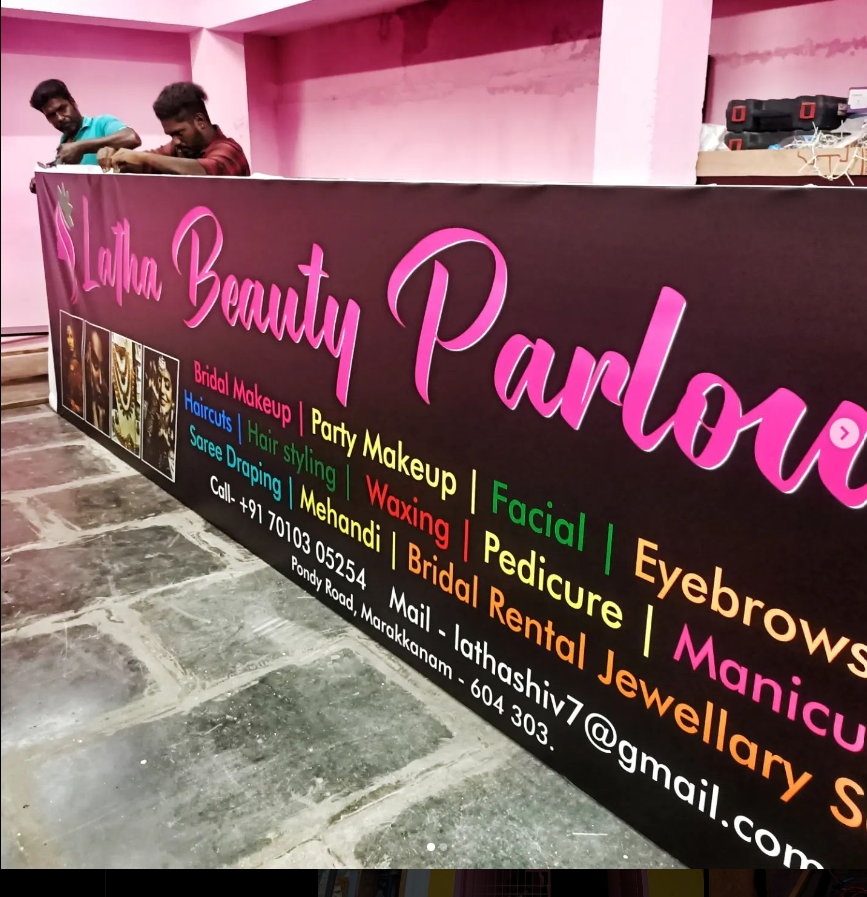 Latha Beauty Parlou
Bridal Makeup | Party Makeup | Facial | Eyebrows
Haircuts | Hair styling | Waxing | Pedicure | Manicu
Saree Draping | Mehandi | Bridal Rental Jewellary S
Call- +91 70103 05254 Mail - lathashiv7@gmail.com
Pondy Road, Marakkanam - 604 303.